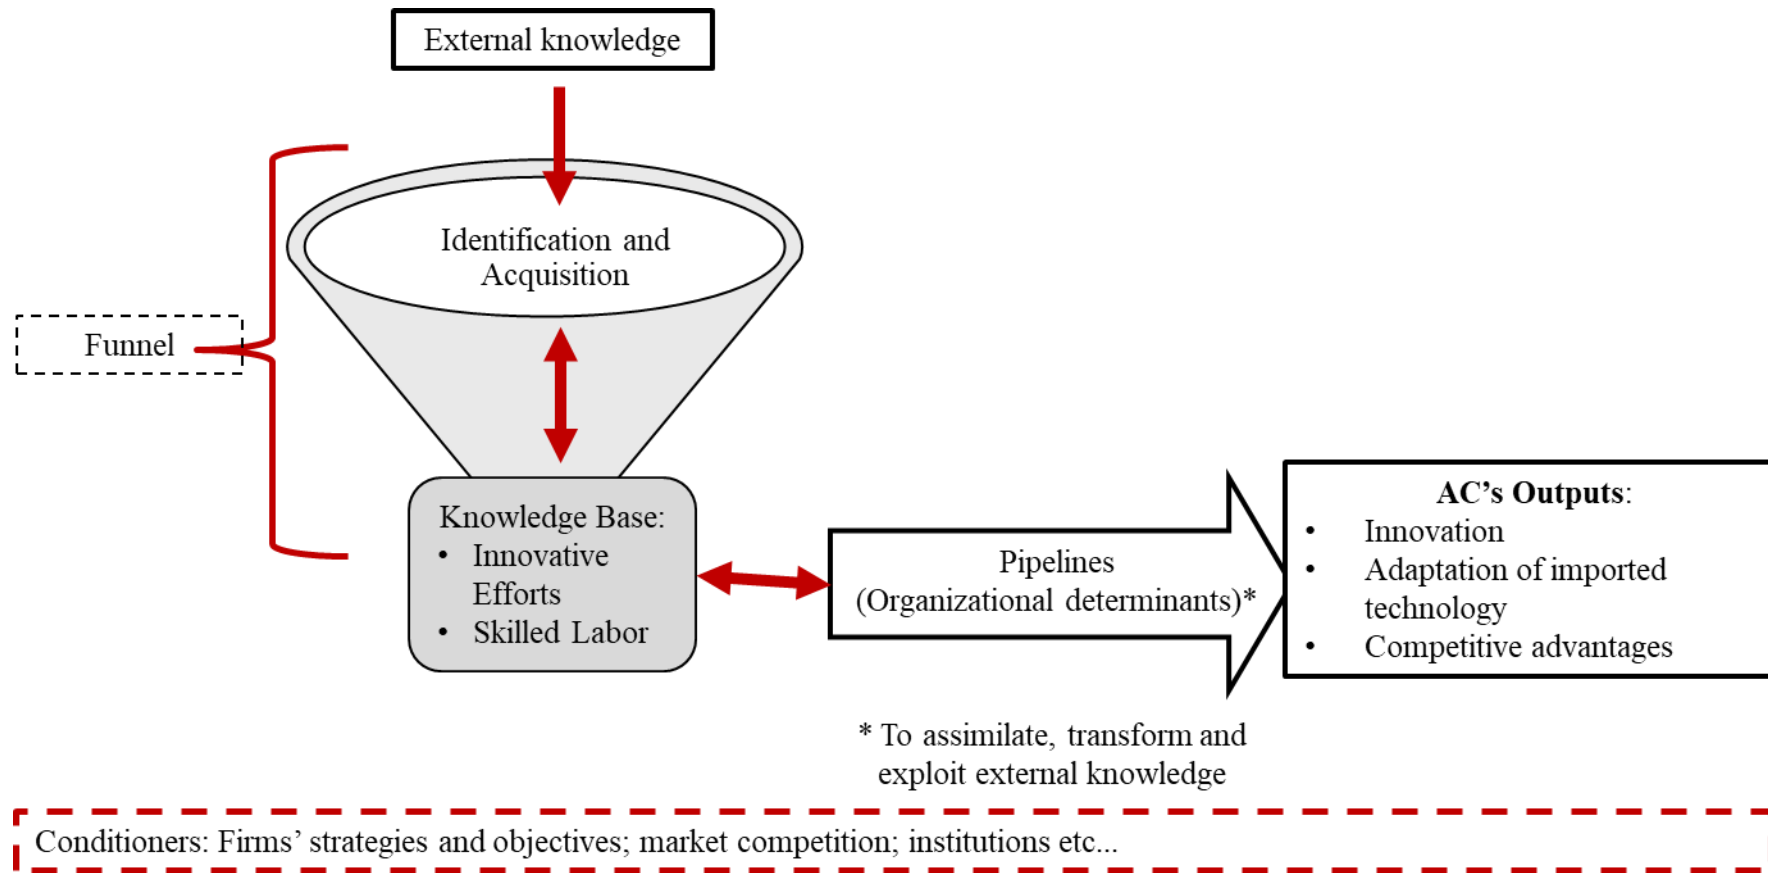 External knowledge
Identification and
Acquisition
Funnel
Knowledge Base:
• Innovative
Efforts
• Skilled Labor
Pipelines
(Organizational determinants)*
AC’s Outputs:
• Innovation
• Adaptation of imported
technology
• Competitive advantages
* To assimilate, transform and
exploit external knowledge
Conditioners: Firms’ strategies and objectives; market competition; institutions etc...